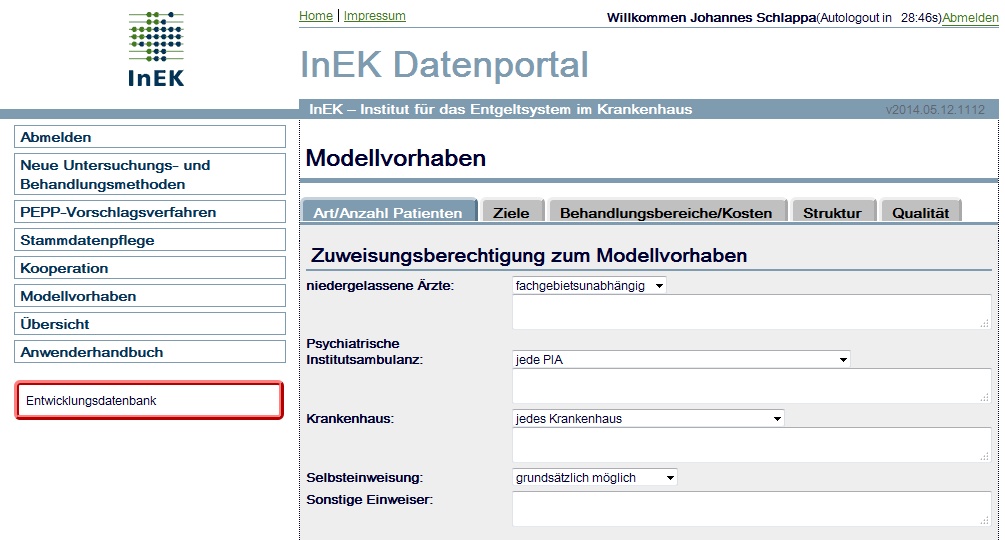 InEK
Home | Impressum
Willkommen Johannes Schlappa(Autologout in 28:46s)Abmelden
InEK Datenportal
InEK – Institut für das Entgeltsystem im Krankenhaus
v2014.05.12.1112
Abmelden
Neue Untersuchungs- und
Behandlungsmethoden
PEPP-Vorschlagsverfahren
Stammdatenpflege
Kooperation
Modellvorhaben
Übersicht
Anwenderhandbuch
Entwicklungsdatenbank
Modellvorhaben
Art/Anzahl Patienten
Ziele
Behandlungsbereiche/Kosten
Struktur
Qualität
Zuweisungsberechtigung zum Modellvorhaben
niedergelassene Ärzte:
fachgebietsunabhängig
Psychiatrische
Institutsambulanz:
jede PIA
Krankenhaus:
jedes Krankenhaus
Selbsteinweisung:
grundsätzlich möglich
Sonstige Einweiser: